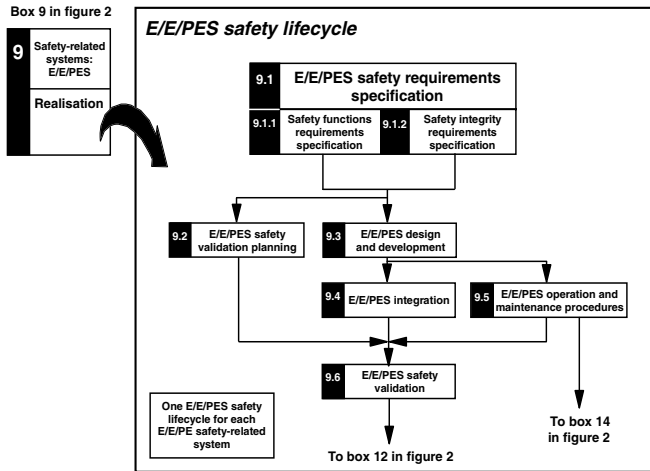 Box 9 in figure 2
9
Safety-related
systems:
E/E/PES
Realisation
E/E/PES safety lifecycle
9.1
E/E/PES safety requirements
specification
9.1.1
Safety functions
requirements
specification
9.1.2
Safety integrity
requirements
specification
9.2
E/E/PES safety
validation planning
9.3
E/E/PES design
and development
9.4
E/E/PES integration
9.5
E/E/PES operation and
maintenance procedures
9.6
E/E/PES safety
validation
One E/E/PES safety
lifecycle for each
E/E/PE safety-related
system
To box 12 in figure 2
To box 14
in figure 2